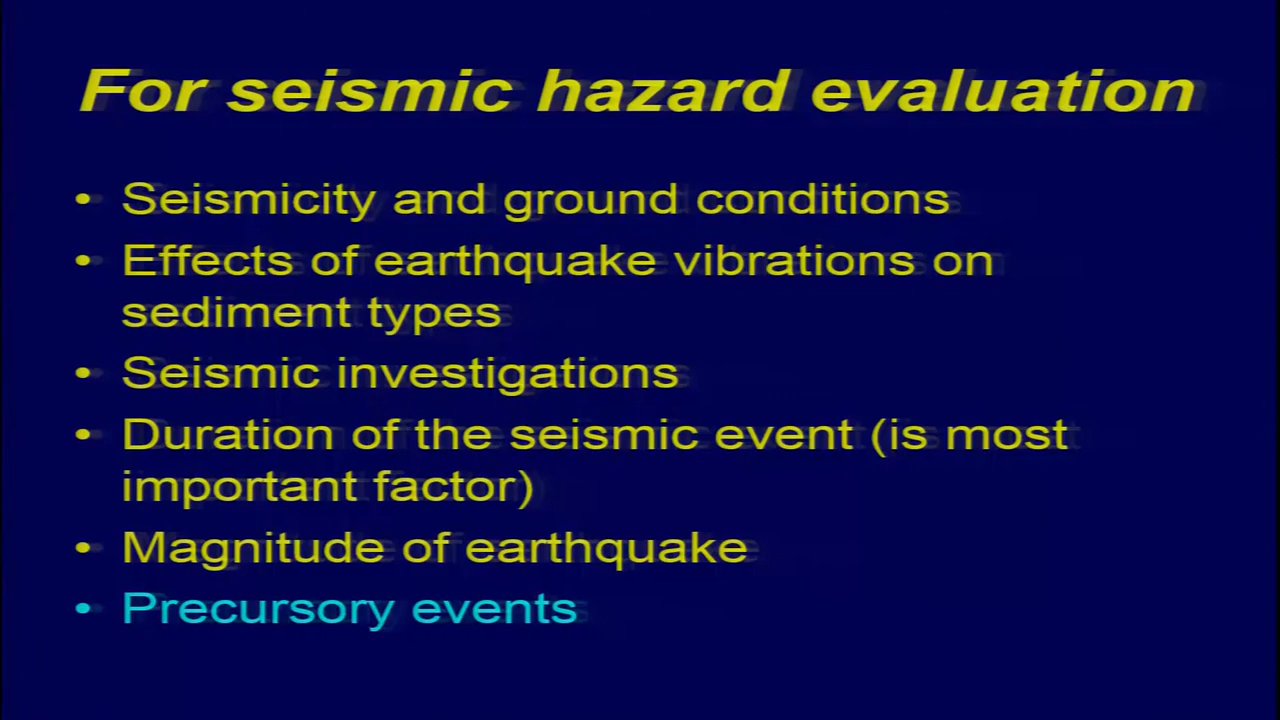 For seismic hazard evaluation
• Seismicity and ground conditions
• Effects of earthquake vibrations on
sediment types
• Seismic investigations
• Duration of the seismic event (is most
important factor)
• Magnitude of earthquake
• Precursory events